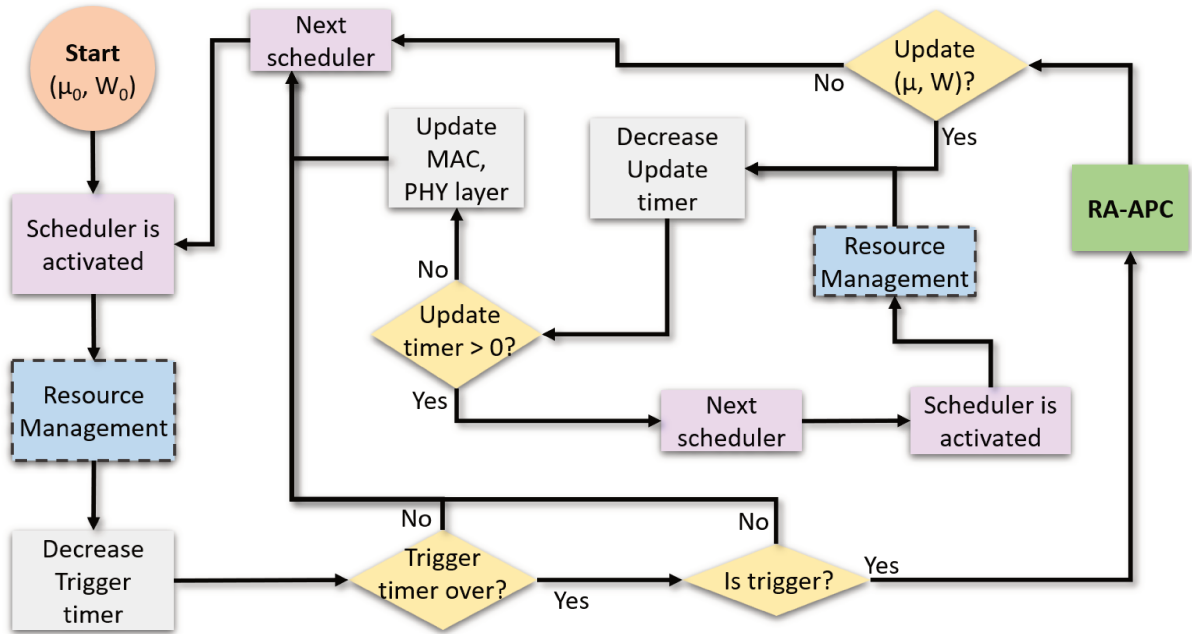 Start
(μ₀, W₀)
Next
scheduler
Update
(μ, W)?
No
Yes
Update
MAC,
PHY layer
Decrease
Update
timer
RA-APC
Scheduler is
activated
Resource
Management
No
Update
timer > 0?
Yes
Next
scheduler
Scheduler is
activated
Resource
Management
Decrease
Trigger
timer
No
Trigger
timer over?
Yes
No
Is trigger?
Yes